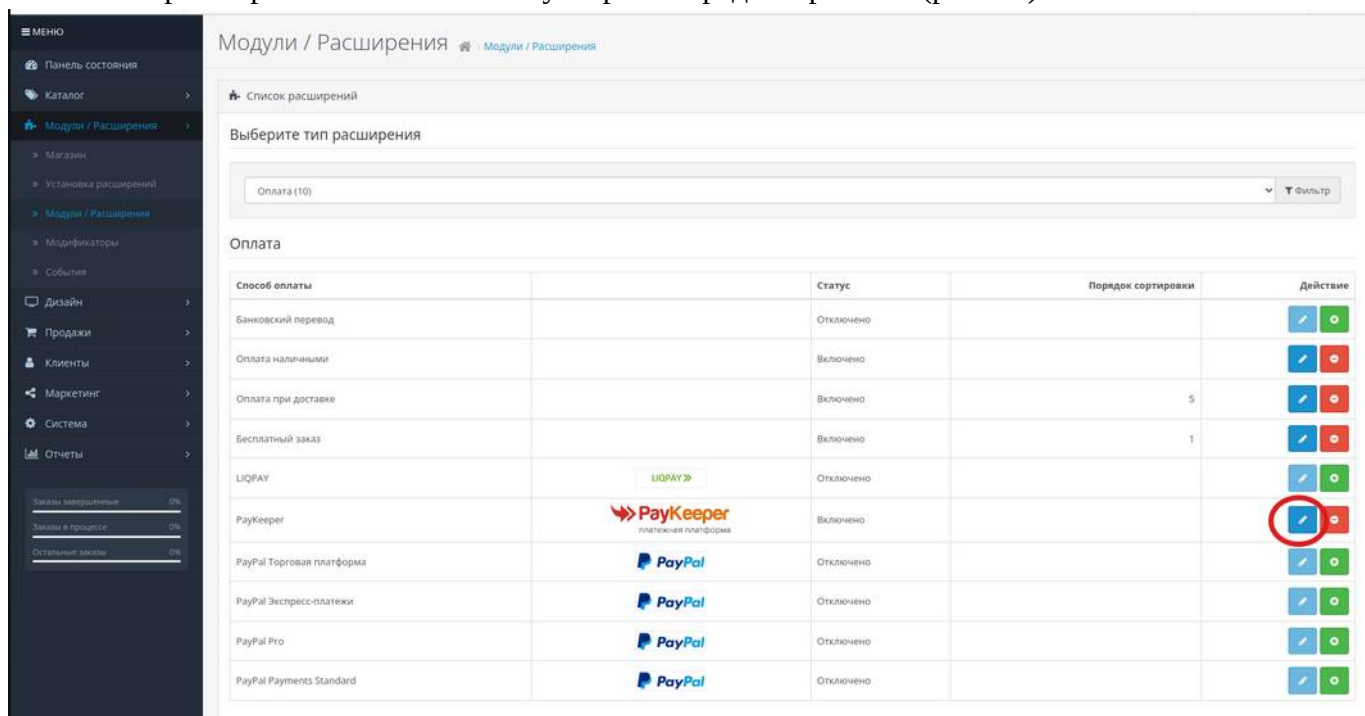 МЕНЮ
Панель состояния
Каталог
Модули / Расширения
Магазин
Установка расширений
Модули / Расширения
Модификаторы
События
Дизайн
Продажи
Клиенты
Маркетинг
Система
Отчеты
Заказы завершенные 0%
Заказы в процессе 0%
Остальные заказы 0%
Модули / Расширения Модули / Расширения
Список расширений
Выберите тип расширения
Оплата (10) Фильтр
Оплата
Способ оплаты Статус Порядок сортировки Действие
Банковский перевод Отключено
Оплата наличными Включено
Оплата при доставке Включено 5
Бесплатный заказ Включено 1
LIQPAY LIQPAY Отключено
PayKeeper PayKeeper Включено
платежная платформа
PayPal Торговая платформа PayPal Отключено
PayPal Экспресс-платежи PayPal Отключено
PayPal Pro PayPal Отключено
PayPal Payments Standard PayPal Отключено